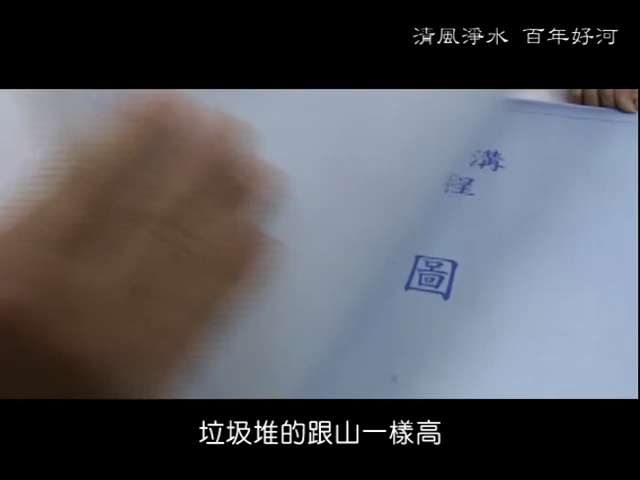 清風淨水 百年好河
溝
圖
垃圾堆的跟山一樣高